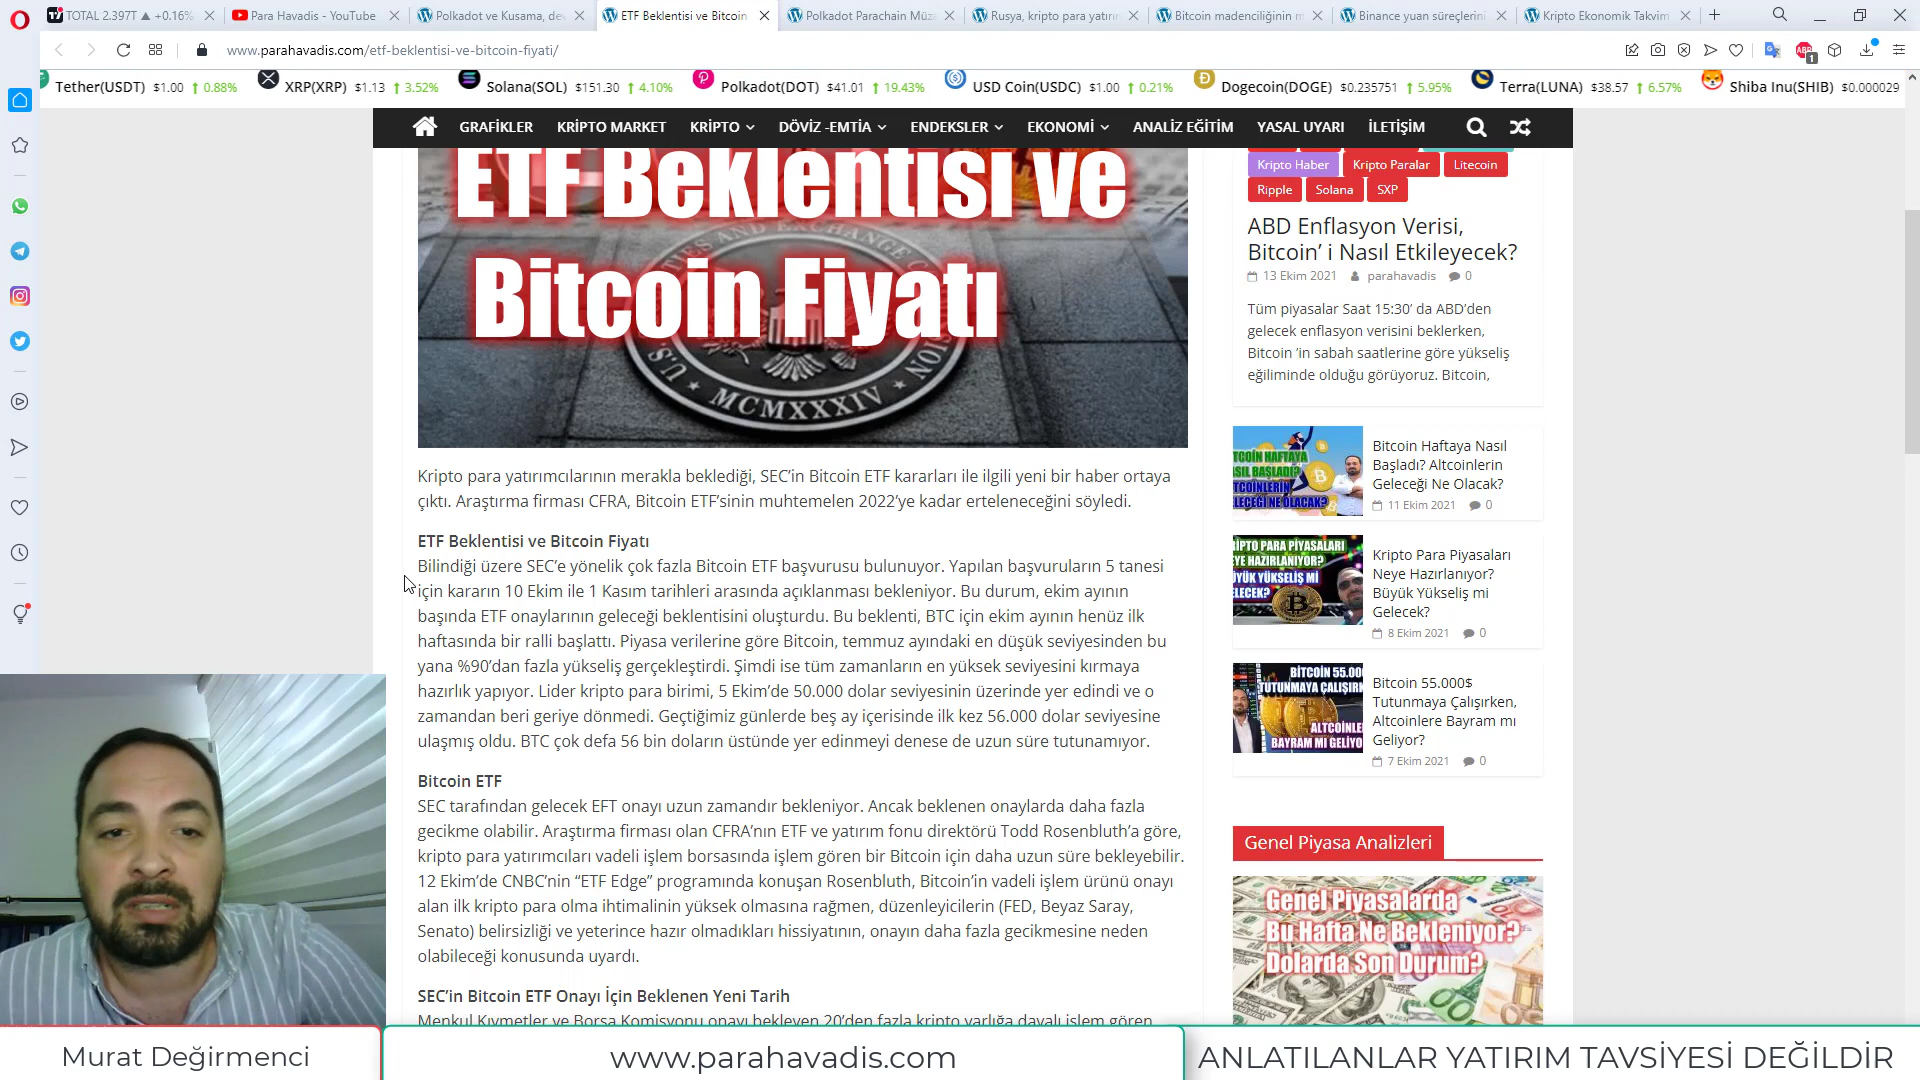 TOTAL 2.397T ▲ +0.16%
Para Havadis - YouTube
Polkadot ve Kusama, dev
ETF Beklentisi ve Bitcoin
Polkadot Parachain Müza
Rusya, kripto para yatırım
Bitcoin madenciliğinin m
Binance yuan süreçlerini
Kripto Ekonomik Takvim
www.parahavadis.com/etf-beklentisi-ve-bitcoin-fiyati/
Tether(USDT) $1.00 ↑ 0.88% XRP(XRP) $1.13 ↑ 3.52% Solana(SOL) $151.30 ↑ 4.10% Polkadot(DOT) $41.01 ↑ 19.43% USD Coin(USDC) $1.00 ↑ 0.21% Dogecoin(DOGE) $0.235751 ↑ 5.95% Terra(LUNA) $38.57 ↑ 6.57% Shiba Inu(SHIB) $0.000029
GRAFİKLER KRİPTO MARKET KRİPTO DÖVİZ -EMTİA ENDEKSLER EKONOMİ ANALİZ EĞİTİM YASAL UYARI İLETİŞİM
ETF Beklentisi ve
Bitcoin Fiyatı
MCMXXXIV
Kripto para yatırımcılarının merakla beklediği, SEC’in Bitcoin ETF kararları ile ilgili yeni bir haber ortaya
çıktı. Araştırma firması CFRA, Bitcoin ETF’sinin muhtemelen 2022’ye kadar erteleneceğini söyledi.
ETF Beklentisi ve Bitcoin Fiyatı
Bilindiği üzere SEC’e yönelik çok fazla Bitcoin ETF başvurusu bulunuyor. Yapılan başvuruların 5 tanesi
için kararın 10 Ekim ile 1 Kasım tarihleri arasında açıklanması bekleniyor. Bu durum, ekim ayının
başında ETF onaylarının geleceği beklentisini oluşturdu. Bu beklenti, BTC için ekim ayının henüz ilk
haftasında bir ralli başlattı. Piyasa verilerine göre Bitcoin, temmuz ayındaki en düşük seviyesinden bu
yana %90’dan fazla yükseliş gerçekleştirdi. Şimdi ise tüm zamanların en yüksek seviyesini kırmaya
hazırlık yapıyor. Lider kripto para birimi, 5 Ekim’de 50.000 dolar seviyesinin üzerinde yer edindi ve o
zamandan beri geriye dönmedi. Geçtiğimiz günlerde beş ay içerisinde ilk kez 56.000 dolar seviyesine
ulaşmış oldu. BTC çok defa 56 bin doların üstünde yer edinmeyi denese de uzun süre tutunamıyor.
Bitcoin ETF
SEC tarafından gelecek EFT onayı uzun zamandır bekleniyor. Ancak beklenen onaylarda daha fazla
gecikme olabilir. Araştırma firması olan CFRA’nın ETF ve yatırım fonu direktörü Todd Rosenbluth’a göre,
kripto para yatırımcıları vadeli işlem borsasında işlem gören bir Bitcoin için daha uzun süre bekleyebilir.
12 Ekim’de CNBC’nin “ETF Edge” programında konuşan Rosenbluth, Bitcoin’in vadeli işlem ürünü onayı
alan ilk kripto para olma ihtimalinin yüksek olmasına rağmen, düzenleyicilerin (FED, Beyaz Saray,
Senato) belirsizliği ve yeterince hazır olmadıkları hissiyatının, onayın daha fazla gecikmesine neden
olabileceği konusunda uyardı.
SEC’in Bitcoin ETF Onayı İçin Beklenen Yeni Tarih
Menkul Kıymetler ve Borsa Komisyonu onayı bekleyen 20’den fazla kripto varlığa dayalı işlem gören
Kripto Haber Kripto Paralar Litecoin
Ripple Solana SXP
ABD Enflasyon Verisi,
Bitcoin’ i Nasıl Etkileyecek?
13 Ekim 2021 parahavadis 0
Tüm piyasalar Saat 15:30’ da ABD’den
gelecek enflasyon verisini beklerken,
Bitcoin ’in sabah saatlerine göre yükseliş
eğiliminde olduğu görüyoruz. Bitcoin,
Bitcoin Haftaya Nasıl
Başladı? Altcoinlerin
Geleceği Ne Olacak?
11 Ekim 2021 0
Kripto Para Piyasaları
Neye Hazırlanıyor?
Büyük Yükseliş mi
Gelecek?
8 Ekim 2021 0
Bitcoin 55.000$
Tutunmaya Çalışırken,
Altcoinlere Bayram mı
Geliyor?
7 Ekim 2021 0
Genel Piyasa Analizleri
Genel Piyasalarda
Bu Hafta Ne Bekleniyor?
Dolarda Son Durum?
Murat Değirmenci
www.parahavadis.com
ANLATILANLAR YATIRIM TAVSİYESİ DEĞİLDİR